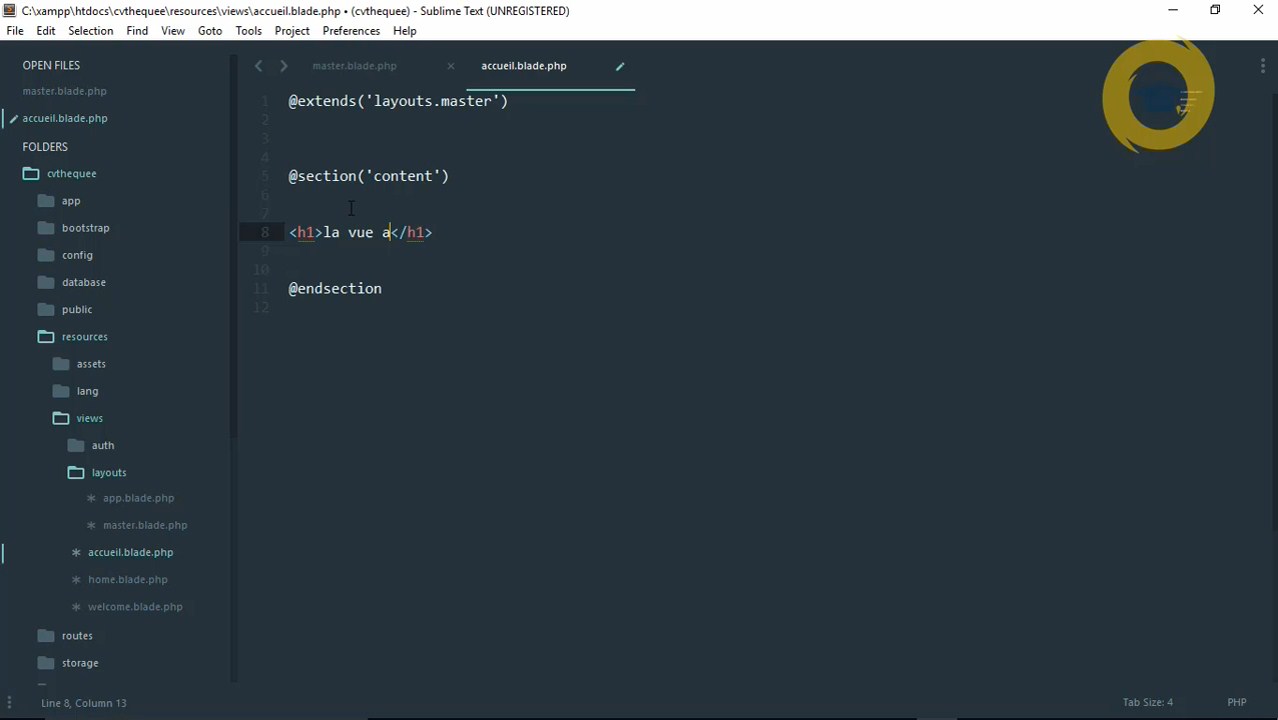 C:\xampp\htdocs\cvthequee\resources\views\accueil.blade.php • (cvthequee) - Sublime Text (UNREGISTERED)
File Edit Selection Find View Goto Tools Project Preferences Help
OPEN FILES
master.blade.php
accueil.blade.php
FOLDERS
cvthequee
app
bootstrap
config
database
public
resources
assets
lang
views
auth
layouts
app.blade.php
master.blade.php
accueil.blade.php
home.blade.php
welcome.blade.php
routes
storage
master.blade.php accueil.blade.php
1 @extends('layouts.master')
2
3
4
5 @section('content')
6
7
8 <h1>la vue a</h1>
9
10
11 @endsection
12
Line 8, Column 13 Tab Size: 4 PHP